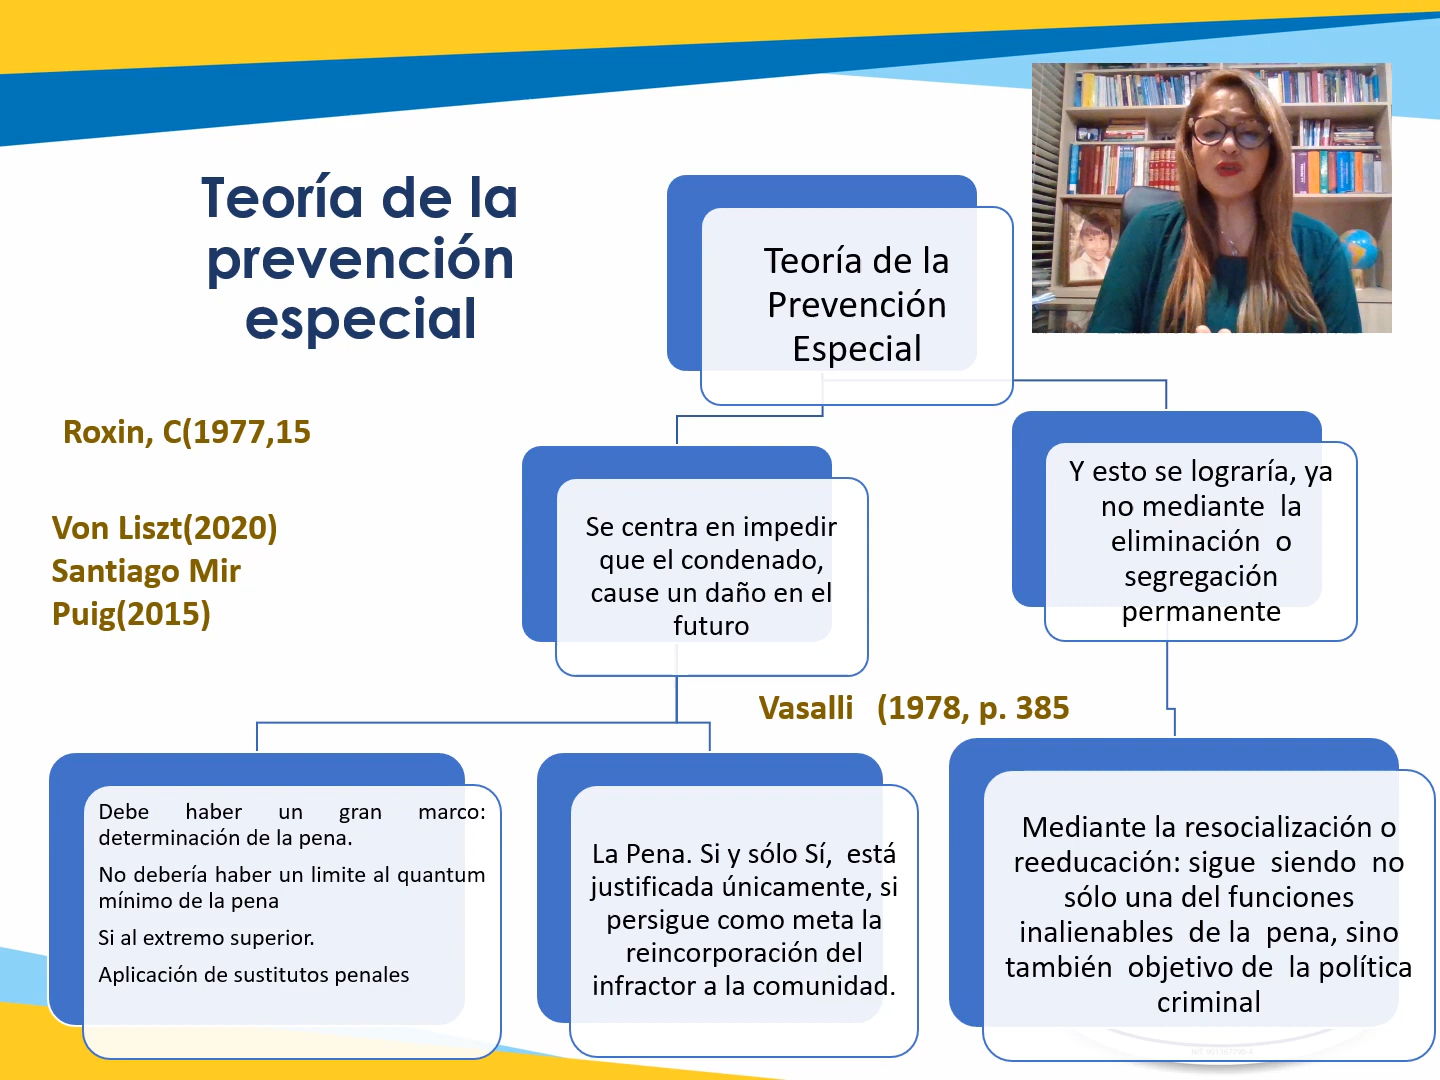 Teoría de la
prevención
especial
Teoría de la
Prevención
Especial
Roxin, C(1977,15
Von Liszt(2020)
Santiago Mir
Puig(2015)
Se centra en impedir
que el condenado,
cause un daño en el
futuro
Y esto se lograría, ya
no mediante la
eliminación o
segregación
permanente
Vasalli (1978, p. 385
Debe haber un gran marco:
determinación de la pena.
No debería haber un limite al quantum
mínimo de la pena
Si al extremo superior.
Aplicación de sustitutos penales
La Pena. Si y sólo Sí, está
justificada únicamente, si
persigue como meta la
reincorporación del
infractor a la comunidad.
Mediante la resocialización o
reeducación: sigue siendo no
sólo una del funciones
inalienables de la pena, sino
también objetivo de la política
criminal